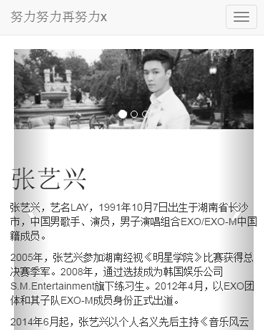 努力努力再努力x
张艺兴
张艺兴，艺名LAY，1991年10月7日出生于湖南省长沙
市，中国男歌手、演员，男子演唱组合EXO/EXO-M中国
籍成员。
2005年，张艺兴参加湖南经视《明星学院》比赛获得总
决赛季军。2008年，通过选拔成为韩国娱乐公司
S.M.Entertainment旗下练习生。2012年4月，以EXO团
体和其子队EXO-M成员身份正式出道。
2014年6月起，张艺兴以个人名义先后主持《音乐风云